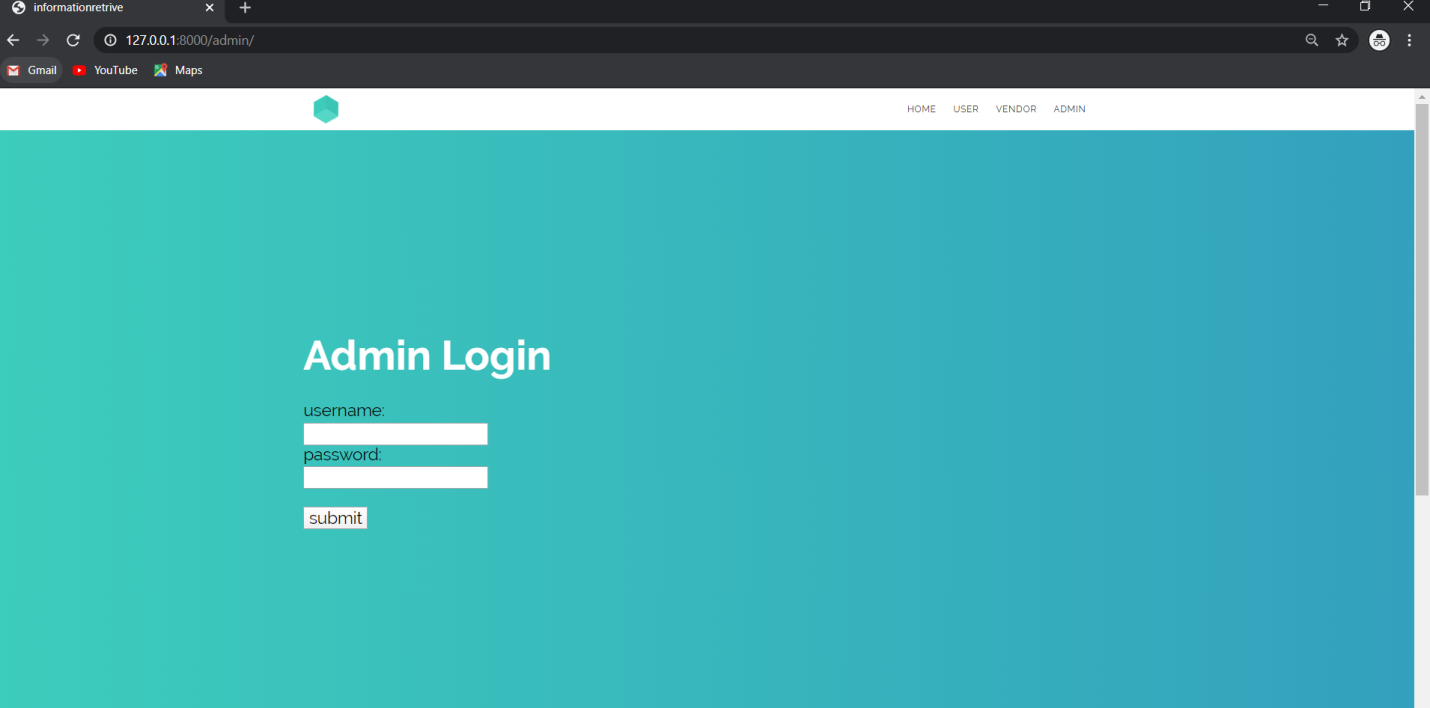 informationretrive
127.0.0.1:8000/admin/
Gmail YouTube Maps
HOME USER VENDOR ADMIN
Admin Login
username:
password:
submit